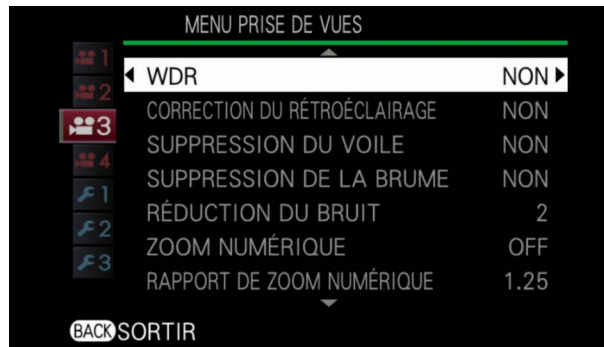 MENU PRISE DE VUES
1
WDR NON
2
CORRECTION DU RÉTROÉCLAIRAGE NON
3
SUPPRESSION DU VOILE NON
4
SUPPRESSION DE LA BRUME NON
1
RÉDUCTION DU BRUIT 2
2
ZOOM NUMÉRIQUE OFF
3
RAPPORT DE ZOOM NUMÉRIQUE 1.25
BACK SORTIR